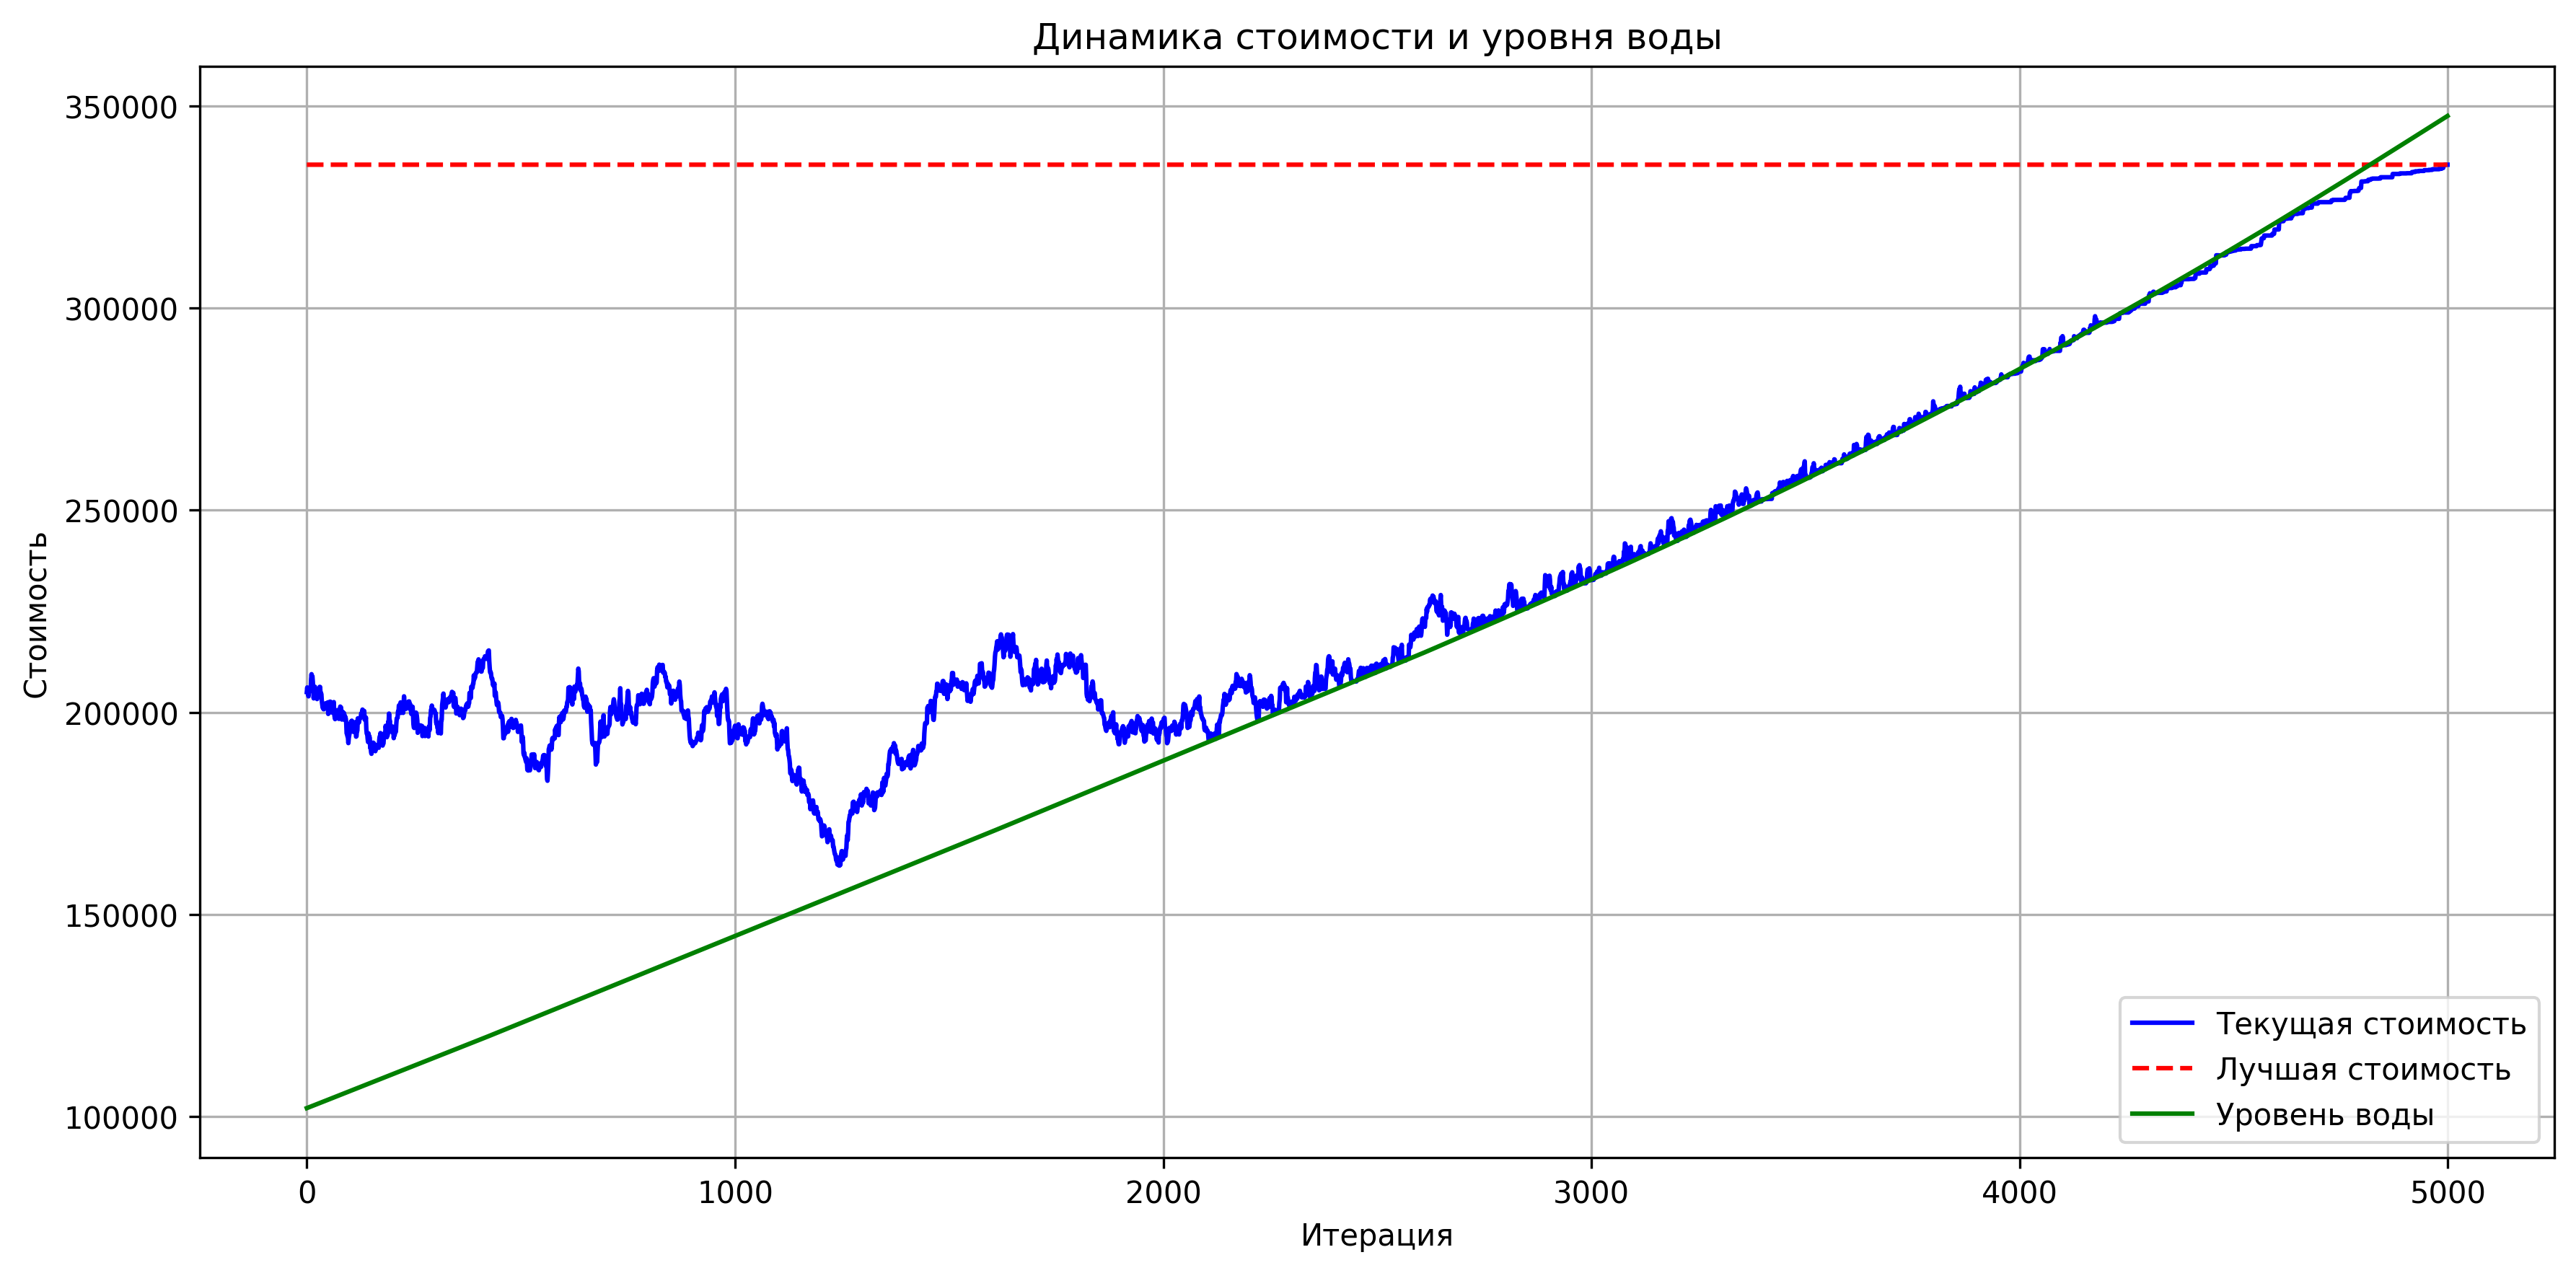 Динамика стоимости и уровня воды
Стоимость
350000
300000
250000
200000
150000
100000
0 1000 2000 3000 4000 5000
Итерация
Текущая стоимость
Лучшая стоимость
Уровень воды